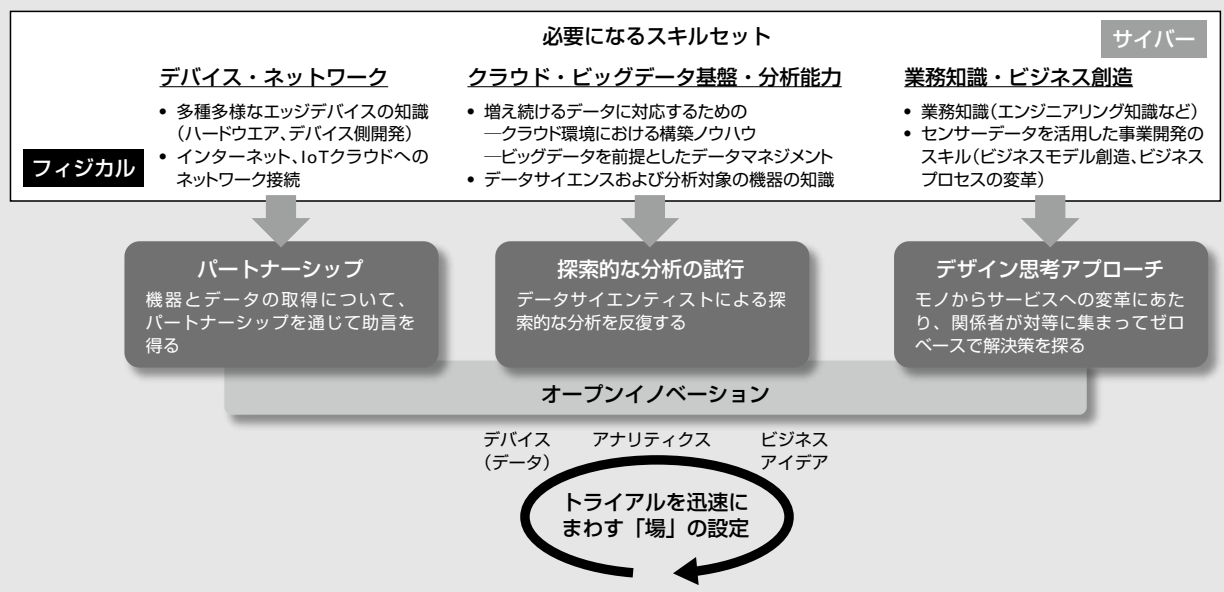 必要になるスキルセット
サイバー
フィジカル
デバイス・ネットワーク
• 多種多様なエッジデバイスの知識
（ハードウエア、デバイス側開発）
• インターネット、IoTクラウドへの
ネットワーク接続
クラウド・ビッグデータ基盤・分析能力
• 増え続けるデータに対応するための
―クラウド環境における構築ノウハウ
―ビッグデータを前提としたデータマネジメント
• データサイエンスおよび分析対象の機器の知識
業務知識・ビジネス創造
• 業務知識（エンジニアリング知識など）
• センサーデータを活用した事業開発の
スキル（ビジネスモデル創造、ビジネス
プロセスの変革）
パートナーシップ
機器とデータの取得について、
パートナーシップを通じて助言を
得る
探索的な分析の試行
データサイエンティストによる探
索的な分析を反復する
デザイン思考アプローチ
モノからサービスへの変革にあた
り、関係者が対等に集まってゼロ
ベースで解決策を探る
オープンイノベーション
デバイス
（データ）
アナリティクス
ビジネス
アイデア
トライアルを迅速に
まわす「場」の設定